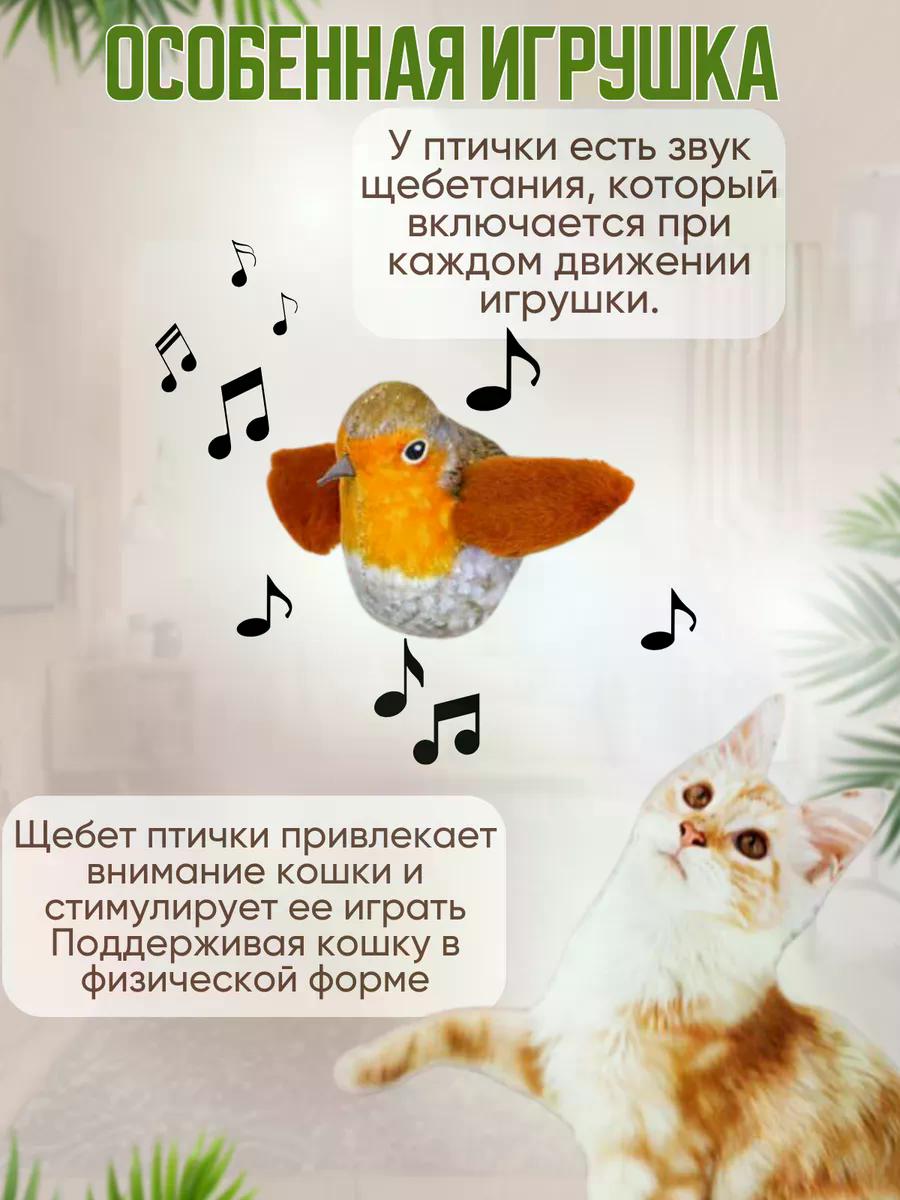 ОСОБЕННАЯ ИГРУШКА
У птички есть звук
щебетания, который
включается при
каждом движении
игрушки.
Щебет птички привлекает
внимание кошки и
стимулирует ее играть
Поддерживая кошку в
физической форме